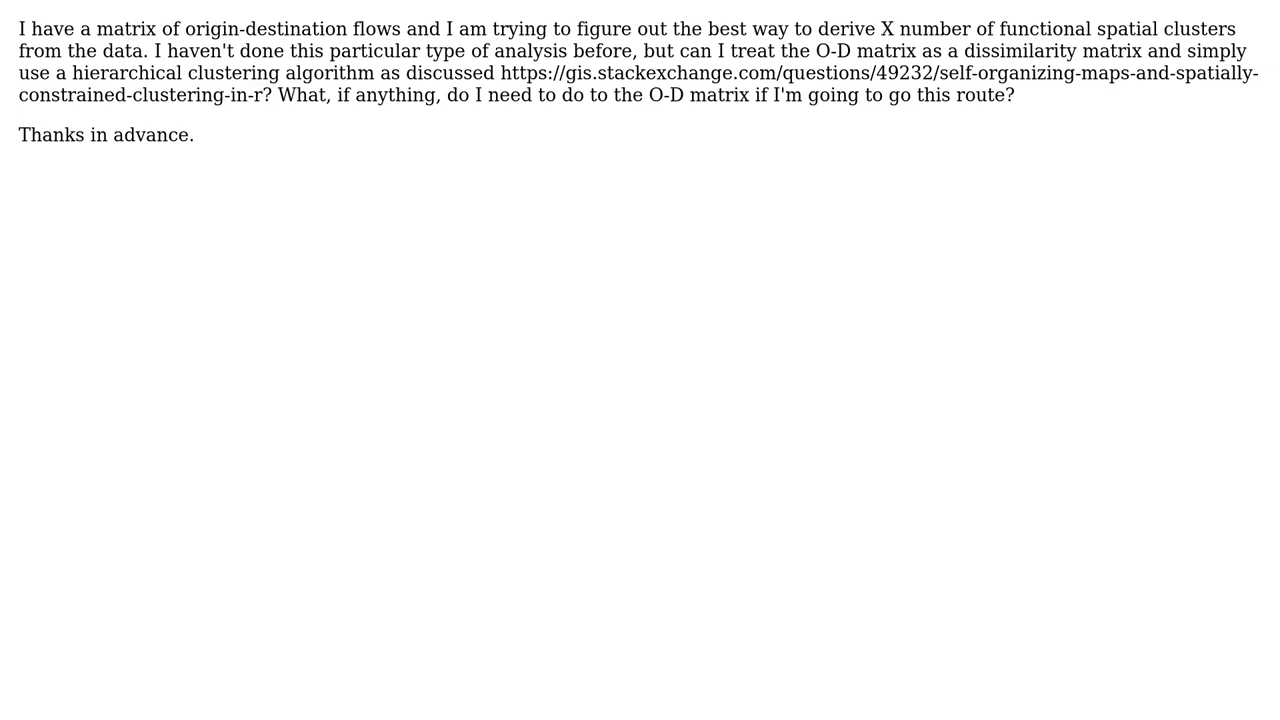 I have a matrix of origin-destination flows and I am trying to figure out the best way to derive X number of functional spatial clusters
from the data. I haven't done this particular type of analysis before, but can I treat the O-D matrix as a dissimilarity matrix and simply
use a hierarchical clustering algorithm as discussed https://gis.stackexchange.com/questions/49232/self-organizing-maps-and-spatially-
constrained-clustering-in-r? What, if anything, do I need to do to the O-D matrix if I'm going to go this route?
Thanks in advance.